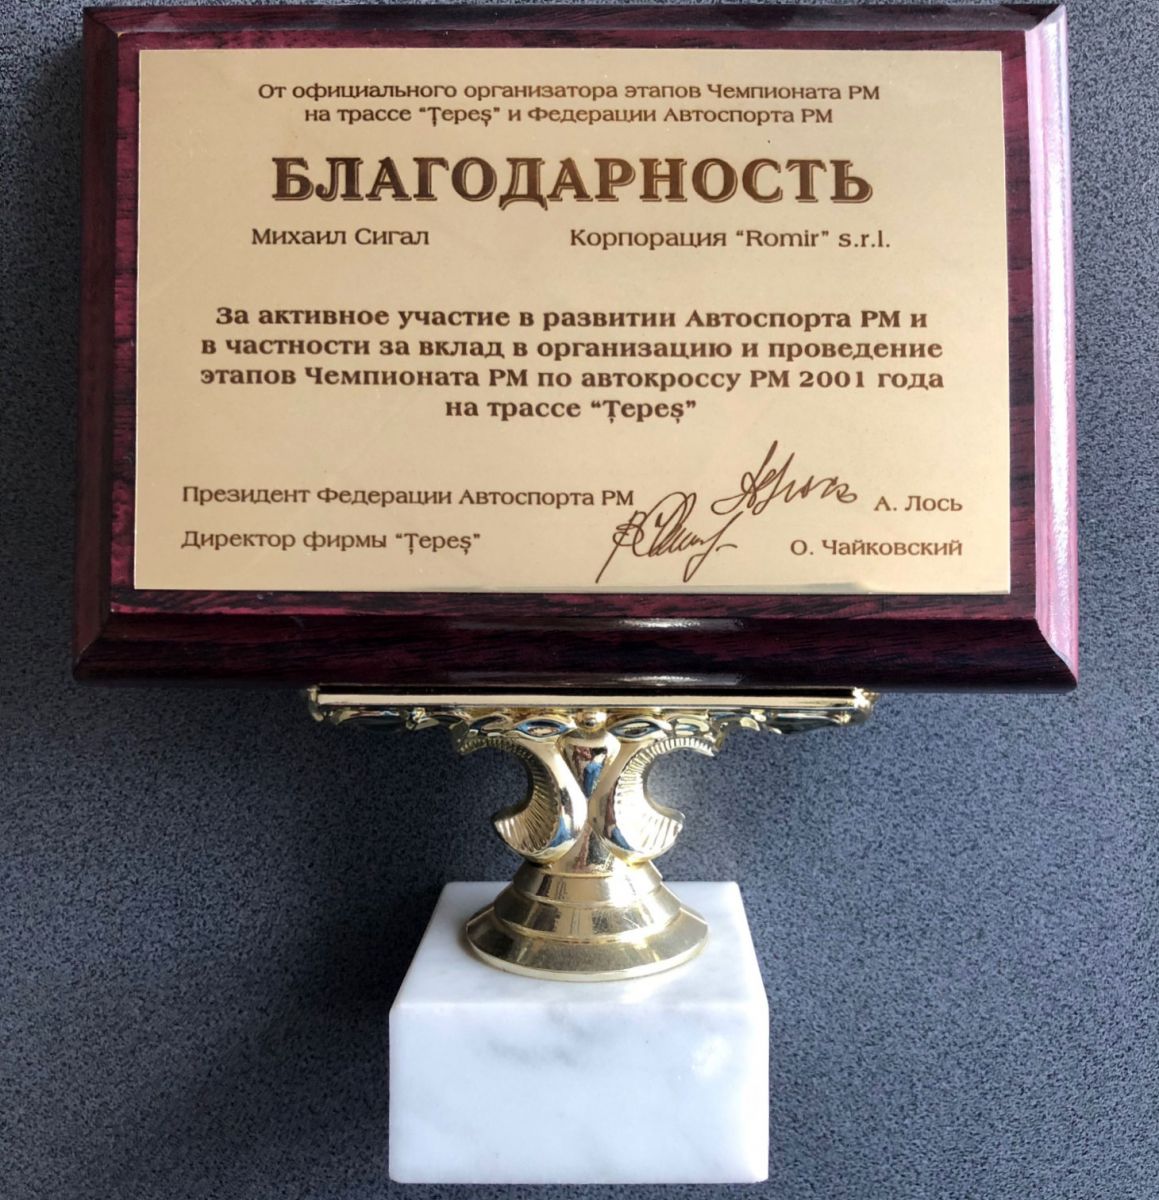 От официального организатора этапов Чемпионата РМ
на трассе “Țepeș” и Федерации Автоспорта РМ
БЛАГОДАРНОСТЬ
Михаил Сигал Корпорация “Romir” s.r.l.
За активное участие в развитии Автоспорта РМ и
в частности за вклад в организацию и проведение
этапов Чемпионата РМ по автокроссу РМ 2001 года
на трассе “Țepeș”
Президент Федерации Автоспорта РМ А. Лось
Директор фирмы “Țepeș” О. Чайковский